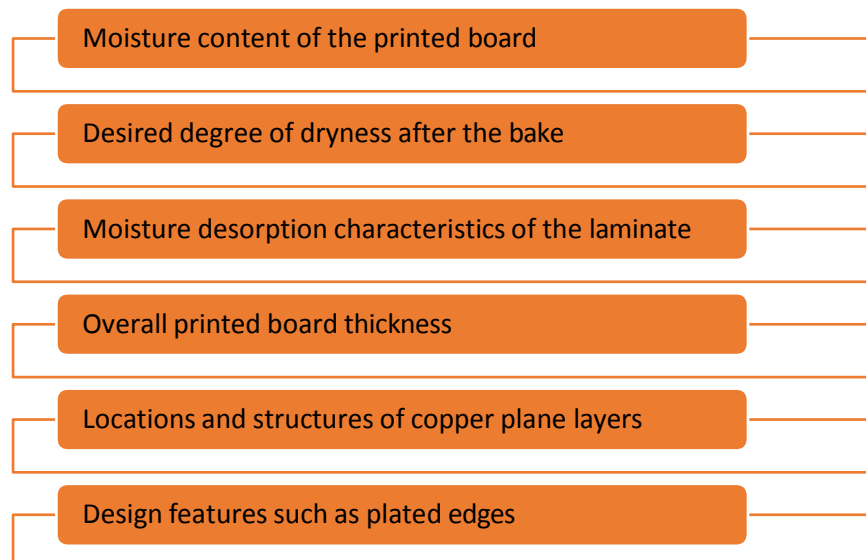 Moisture content of the printed board
Desired degree of dryness after the bake
Moisture desorption characteristics of the laminate
Overall printed board thickness
Locations and structures of copper plane layers
Design features such as plated edges